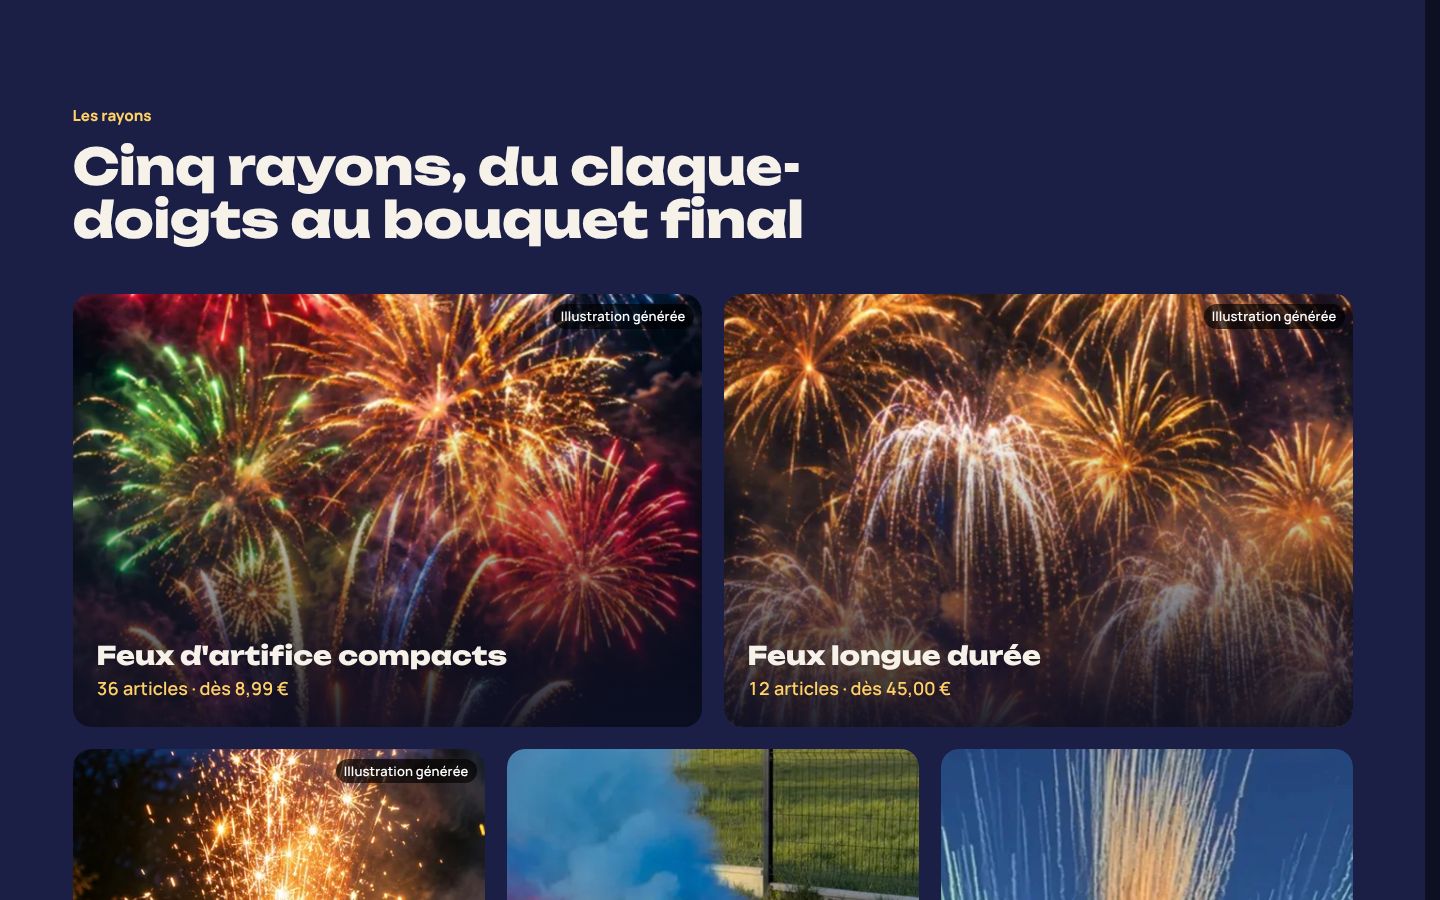 Les rayons
Cinq rayons, du claque-
doigts au bouquet final
Illustration générée
Illustration générée
Feux d'artifice compacts
36 articles · dès 8,99 €
Feux longue durée
12 articles · dès 45,00 €
Illustration générée